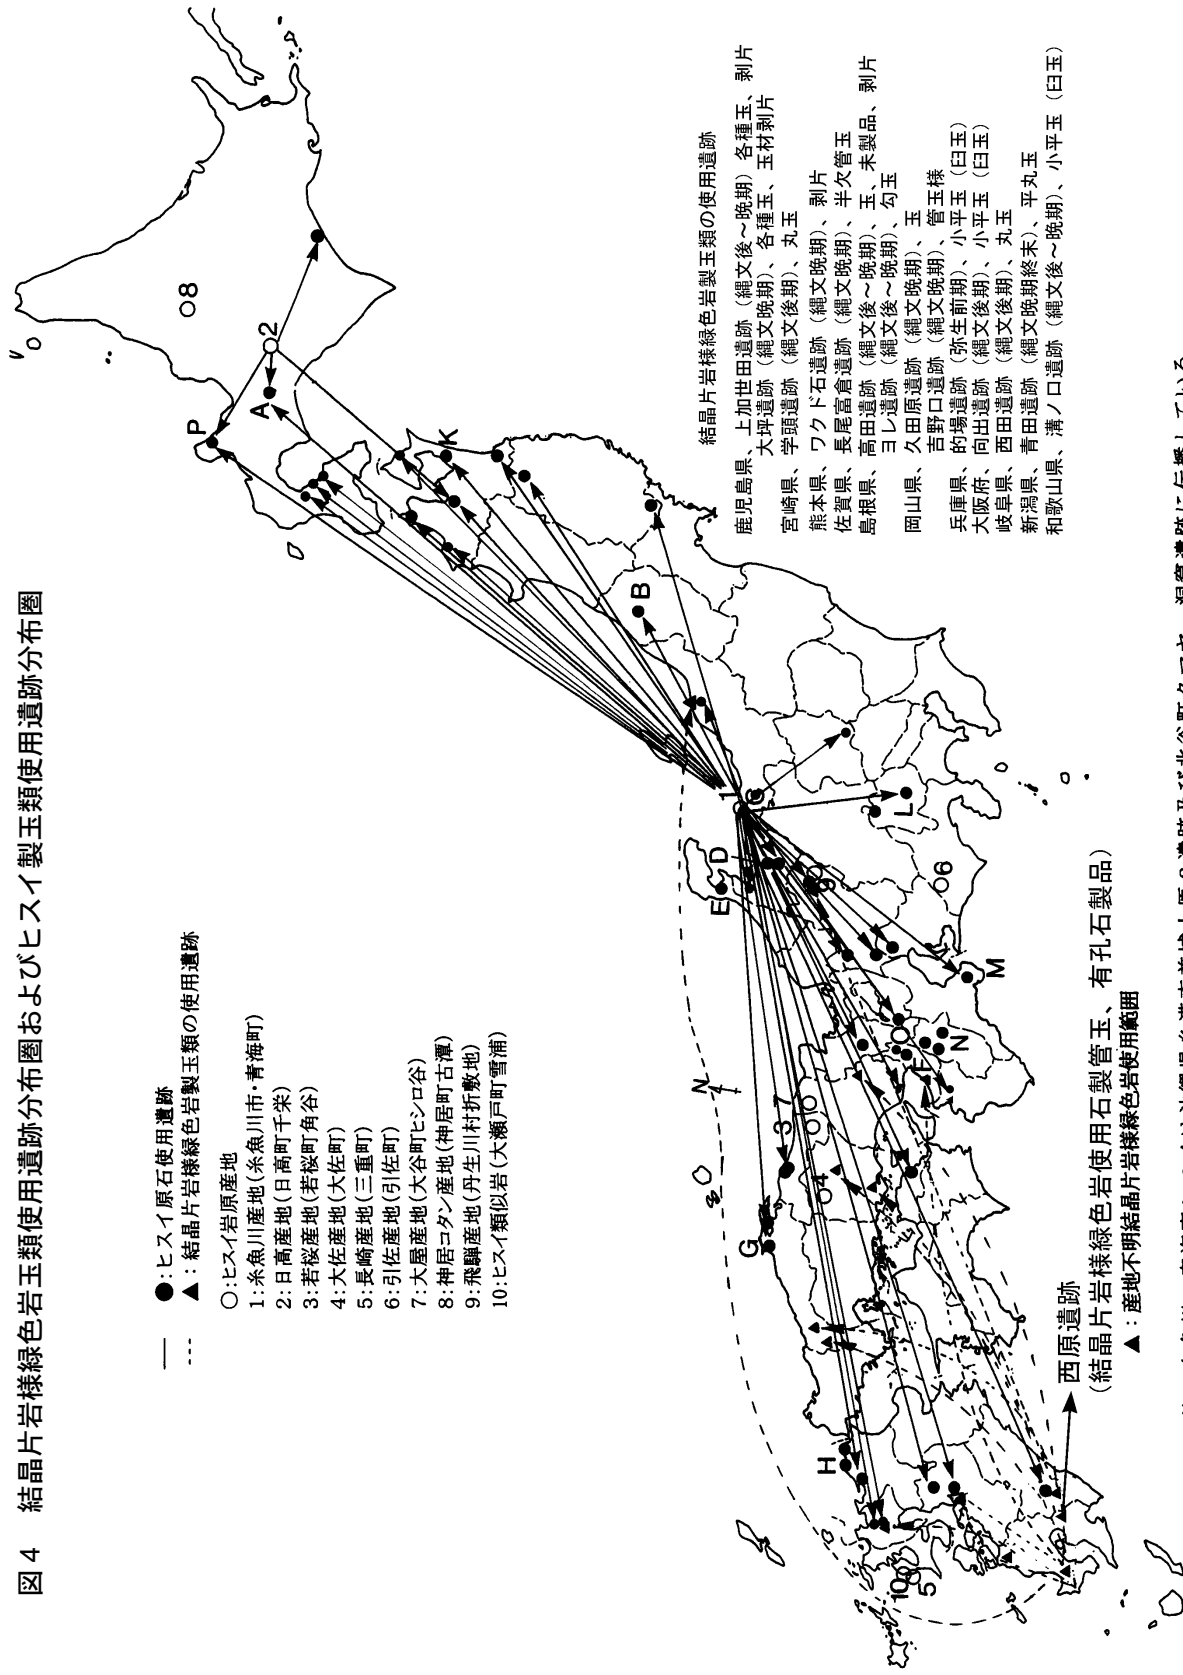 図4 結晶片岩様緑色岩玉類使用遺跡分布圏およびヒスイ製玉類使用遺跡分布圏
●:ヒスイ原石使用遺跡
▲:結晶片岩様緑色岩製玉類の使用遺跡
○:ヒスイ岩原産地
1:糸魚川産地(糸魚川市・青海町)
2:日高産地(日高町千栄)
3:若桜産地(若桜町角谷)
4:大佐産地(大佐町)
5:長崎産地(三重町)
6:引佐産地(引佐町)
7:大屋産地(大谷町ヒシロ谷)
8:神居コタン産地(神居町古潭)
9:飛騨産地(丹生川村折敷地)
10:ヒスイ類似岩(大瀬戸町雪浦)
結晶片岩様緑色岩製玉類の使用遺跡
鹿児島県、上加世田遺跡(縄文後~晩期)各種玉、剥片
大坪遺跡(縄文晩期)、各種玉、玉材剥片
宮崎県、学頭遺跡(縄文後期)、丸玉
熊本県、ワクド石遺跡(縄文晩期)、剥片
佐賀県、長尾富倉遺跡(縄文晩期)、半欠管玉
島根県、高田遺跡(縄文後~晩期)、玉、未製品、剥片
ヨレ遺跡(縄文後~晩期)、勾玉
岡山県、久田原遺跡(縄文晩期)、玉
吉野口遺跡(縄文晩期)、管玉様
兵庫県、的場遺跡(弥生前期)、小平玉(臼玉)
大阪府、向出遺跡(縄文後期)、小平玉(臼玉)
岐阜県、西田遺跡(縄文後期)、丸玉
新潟県、青田遺跡(縄文晩期終末)、平丸玉
和歌山県、溝ノ口遺跡(縄文後~晩期)、小平玉(臼玉)
P
A
2
8
K
B
1
D
E
9
L
6
M
O
F
N
N
7
3
10
4
G
H
10
5
西原遺跡
(結晶片岩様緑色岩使用石製管玉、有孔石製品)
▲:産地不明結晶片岩様緑色岩使用範囲